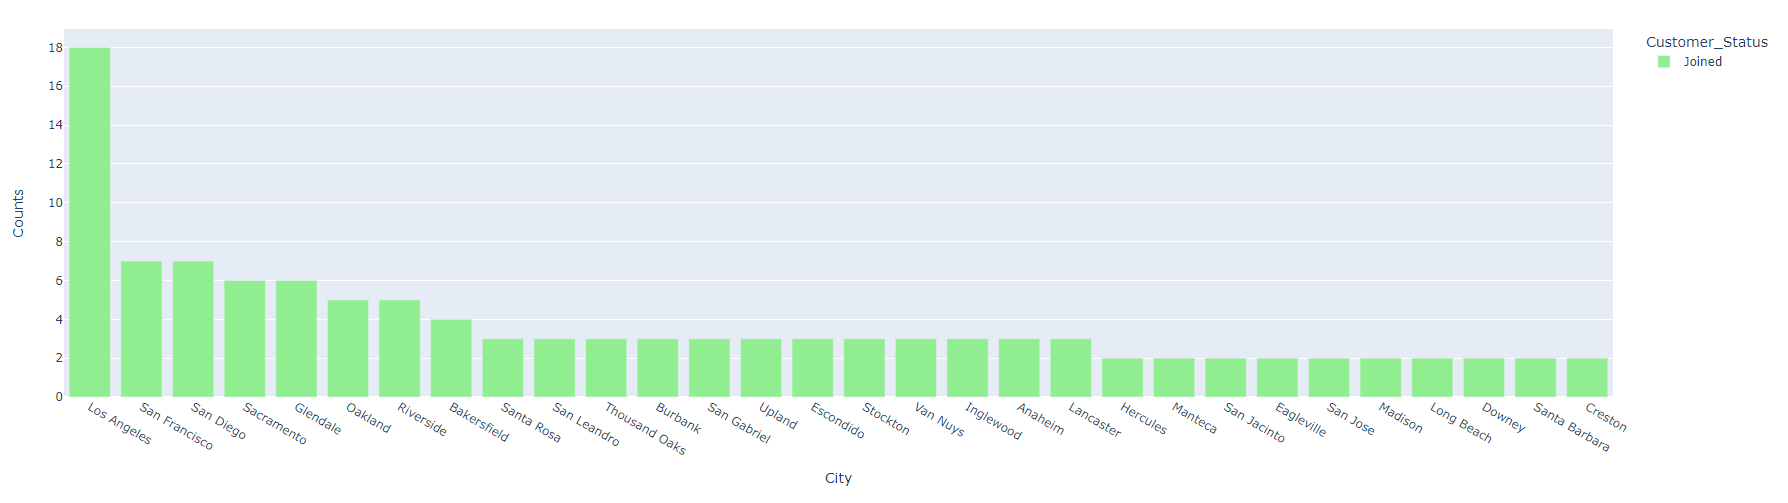 Customer_Status
Joined
Counts
18
16
14
12
10
8
6
4
2
0
Los Angeles
San Francisco
San Diego
Sacramento
Glendale
Oakland
Riverside
Bakersfield
Santa Rosa
San Leandro
Thousand Oaks
Burbank
San Gabriel
Upland
Escondido
Stockton
Van Nuys
Inglewood
Anaheim
Lancaster
Hercules
Manteca
San Jacinto
Eagleville
San Jose
Madison
Long Beach
Downey
Santa Barbara
Creston
City